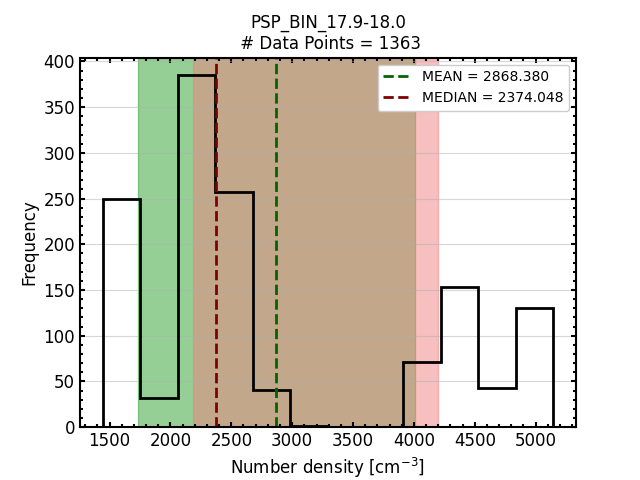 PSP_BIN_17.9-18.0
# Data Points = 1363
MEAN = 2868.380
MEDIAN = 2374.048
Frequency
400
350
300
250
200
150
100
50
0
1500 2000 2500 3000 3500 4000 4500 5000
Number density [cm⁻³]